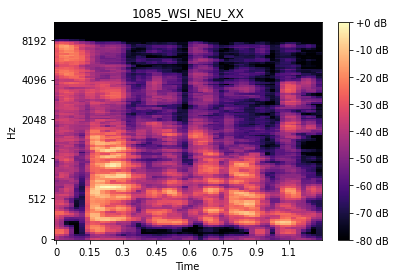 1085_WSI_NEU_XX
+0 dB
8192
-10 dB
4096
-20 dB
-30 dB
2048
Hz
-40 dB
1024
-50 dB
512
-60 dB
-70 dB
0
-80 dB
0 0.15 0.3 0.45 0.6 0.75 0.9 1.1
Time